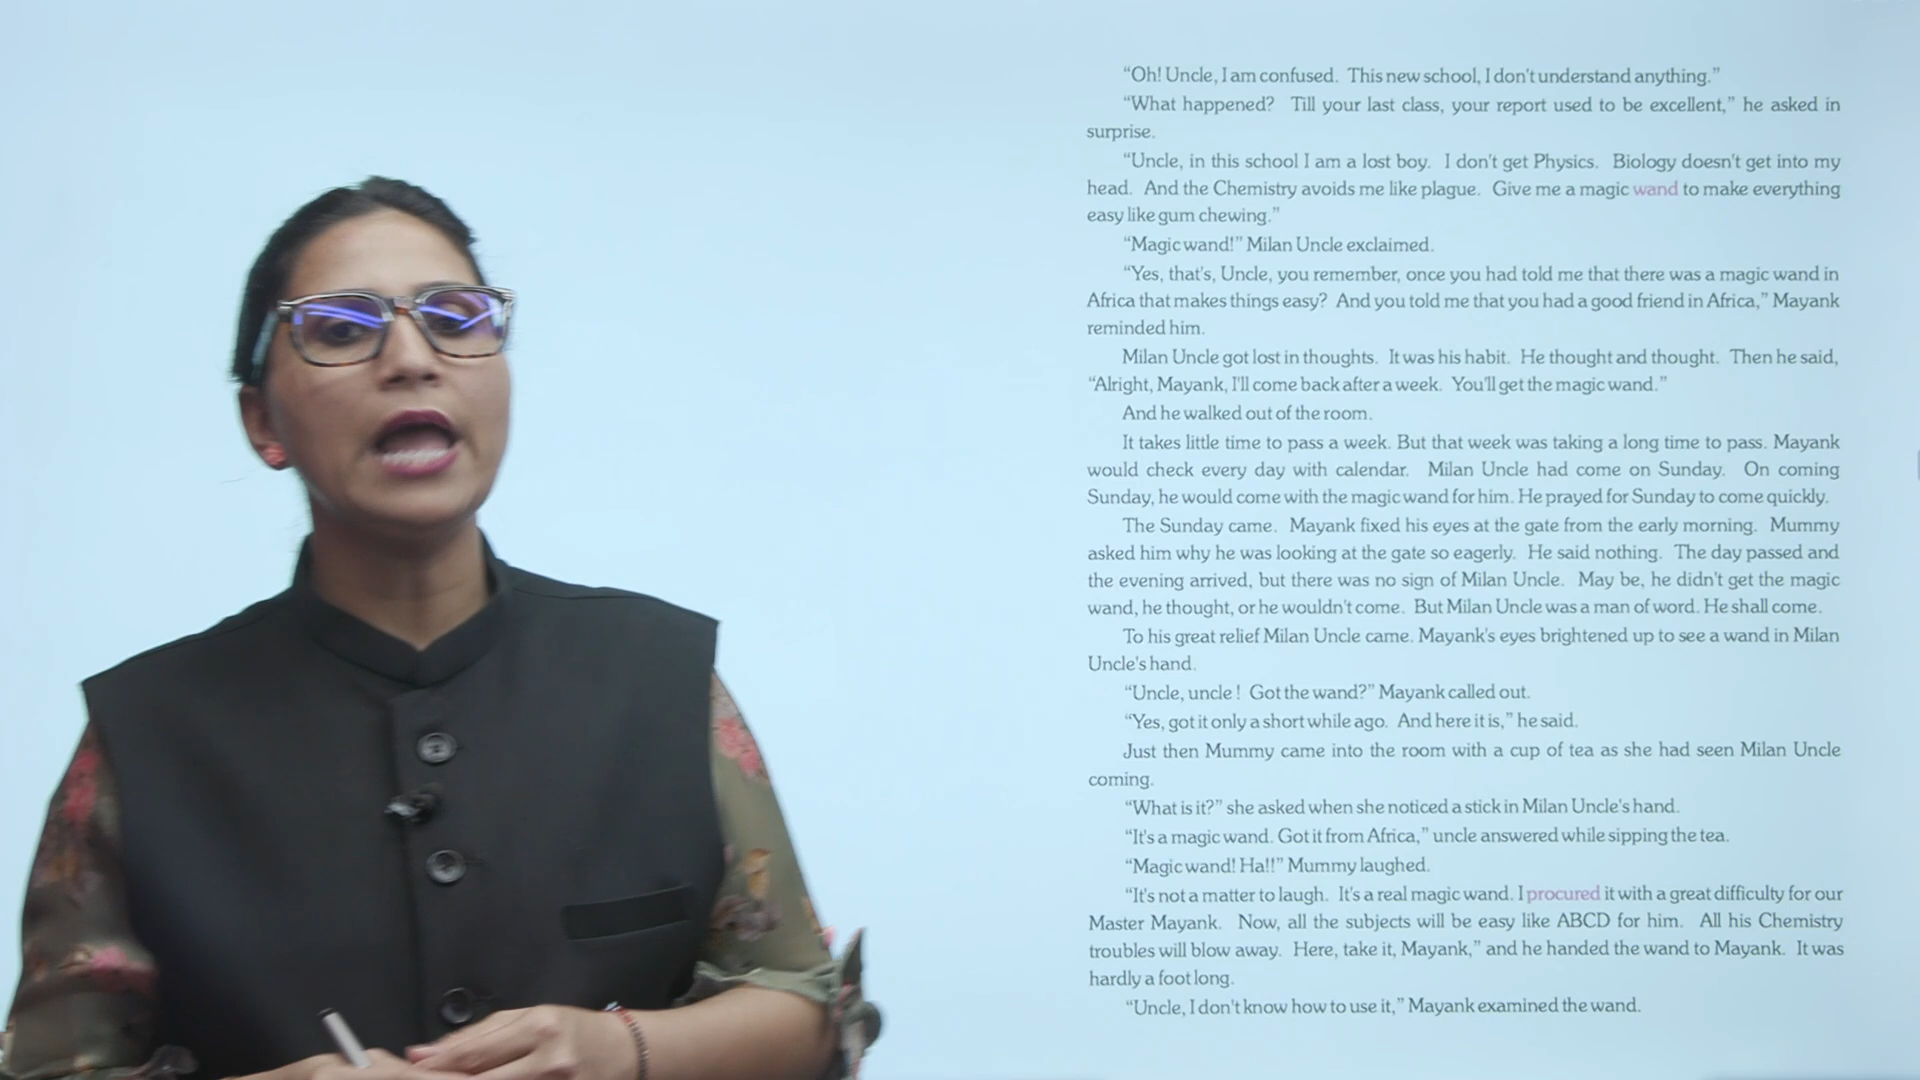 “Oh! Uncle, I am confused. This new school, I don't understand anything.”
“What happened? Till your last class, your report used to be excellent,” he asked in
surprise.
“Uncle, in this school I am a lost boy. I don't get Physics. Biology doesn't get into my
head. And the Chemistry avoids me like plague. Give me a magic wand to make everything
easy like gum chewing.”
“Magic wand!” Milan Uncle exclaimed.
“Yes, that's, Uncle, you remember, once you had told me that there was a magic wand in
Africa that makes things easy? And you told me that you had a good friend in Africa,” Mayank
reminded him.
Milan Uncle got lost in thoughts. It was his habit. He thought and thought. Then he said,
“Alright, Mayank, I'll come back after a week. You'll get the magic wand.”
And he walked out of the room.
It takes little time to pass a week. But that week was taking a long time to pass. Mayank
would check every day with calendar. Milan Uncle had come on Sunday. On coming
Sunday, he would come with the magic wand for him. He prayed for Sunday to come quickly.
The Sunday came. Mayank fixed his eyes at the gate from the early morning. Mummy
asked him why he was looking at the gate so eagerly. He said nothing. The day passed and
the evening arrived, but there was no sign of Milan Uncle. May be, he didn't get the magic
wand, he thought, or he wouldn't come. But Milan Uncle was a man of word. He shall come.
To his great relief Milan Uncle came. Mayank's eyes brightened up to see a wand in Milan
Uncle's hand.
“Uncle, uncle ! Got the wand?” Mayank called out.
“Yes, got it only a short while ago. And here it is,” he said.
Just then Mummy came into the room with a cup of tea as she had seen Milan Uncle
coming.
“What is it?” she asked when she noticed a stick in Milan Uncle's hand.
“It's a magic wand. Got it from Africa,” uncle answered while sipping the tea.
“Magic wand! Ha!!” Mummy laughed.
“It's not a matter to laugh. It's a real magic wand. I procured it with a great difficulty for our
Master Mayank. Now, all the subjects will be easy like ABCD for him. All his Chemistry
troubles will blow away. Here, take it, Mayank,” and he handed the wand to Mayank. It was
hardly a foot long.
“Uncle, I don't know how to use it,” Mayank examined the wand.